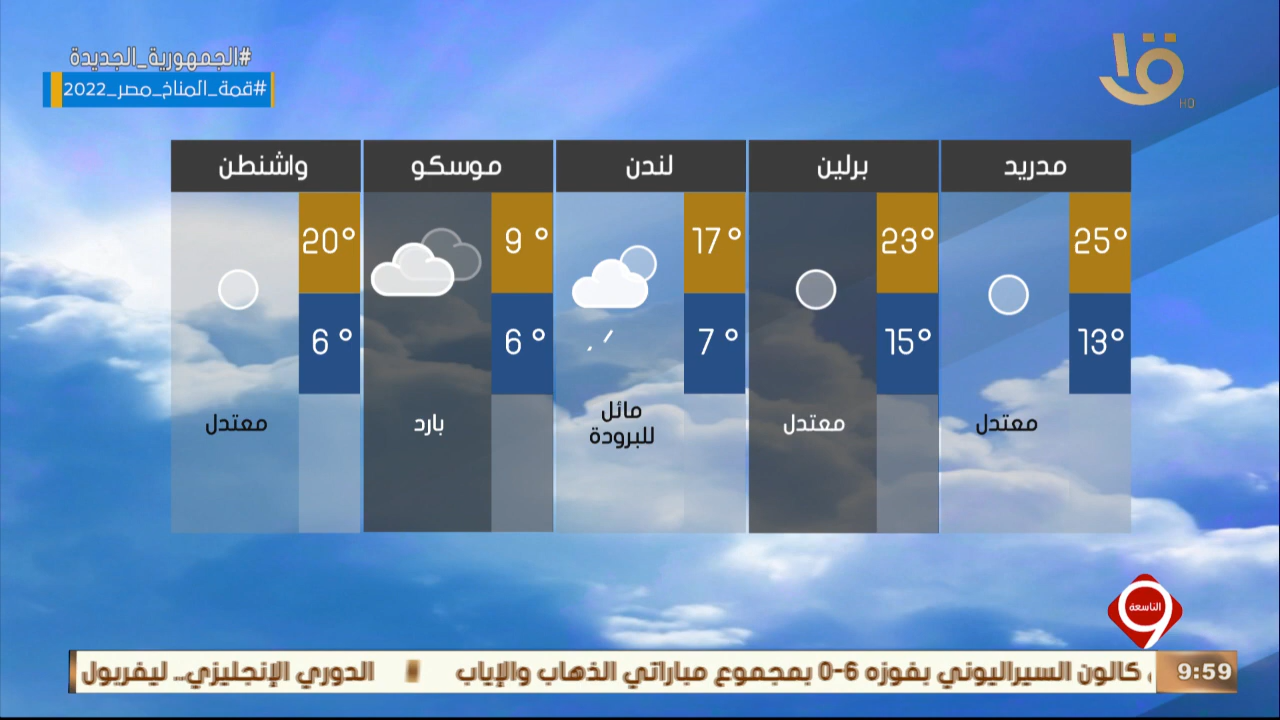 #الجمهورية_الجديدة
#قمة_المناخ_مصر_2022
HD
مدريد
25°
13°
معتدل
برلين
23°
15°
معتدل
لندن
17°
7°
مائل
للبرودة
موسكو
9°
6°
بارد
واشنطن
20°
6°
معتدل
9
التاسعة
كالون السيراليوني بفوزه 6-0 بمجموع مباراتي الذهاب والإياب الدوري الإنجليزي.. ليفربول
9:59